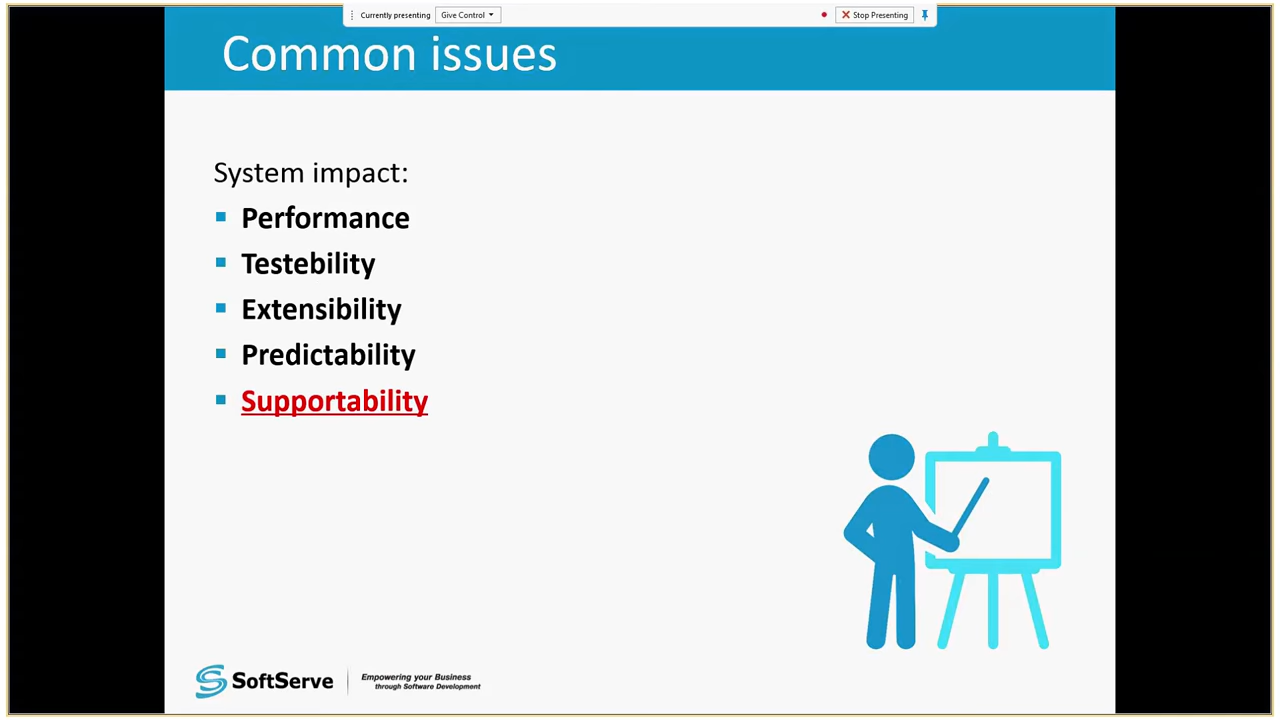 Currently presenting Give Control Stop Presenting
Common issues
System impact:
Performance
Testebility
Extensibility
Predictability
Supportability
SoftServe
Empowering your Business
through Software Development